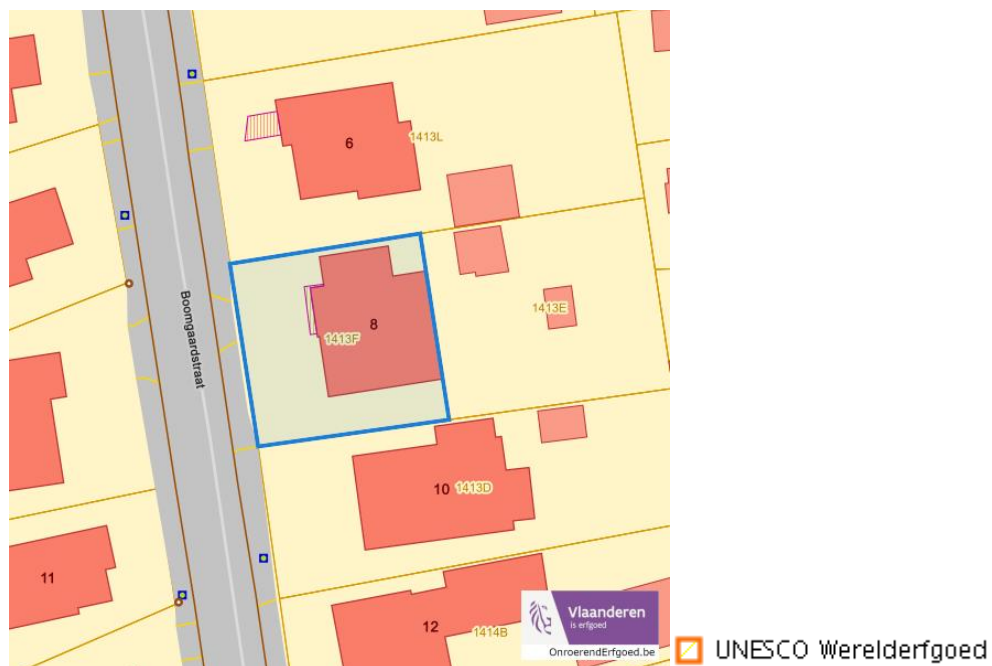 6
1413L
Boomgaardstraat
8
1413E
1413F
10 1413D
11
12
1414B
Vlaanderen
is erfgoed
OnroerendErfgoed.be
UNESCO Werelderfgoed